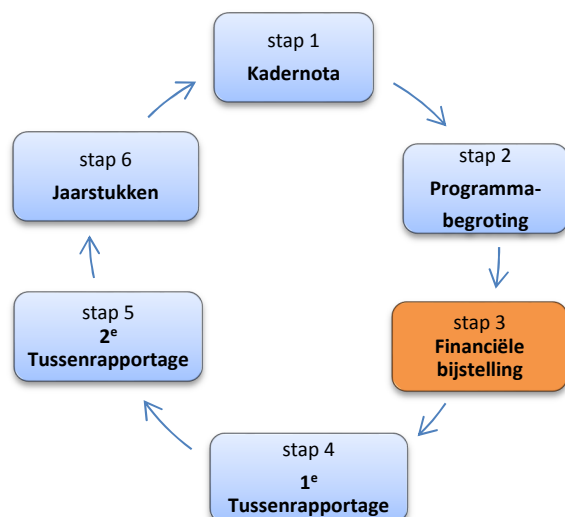 stap 1
Kadernota
stap 2
Programma-
begroting
stap 3
Financiële
bijstelling
stap 4
1e
Tussenrapportage
stap 5
2e
Tussenrapportage
stap 6
Jaarstukken